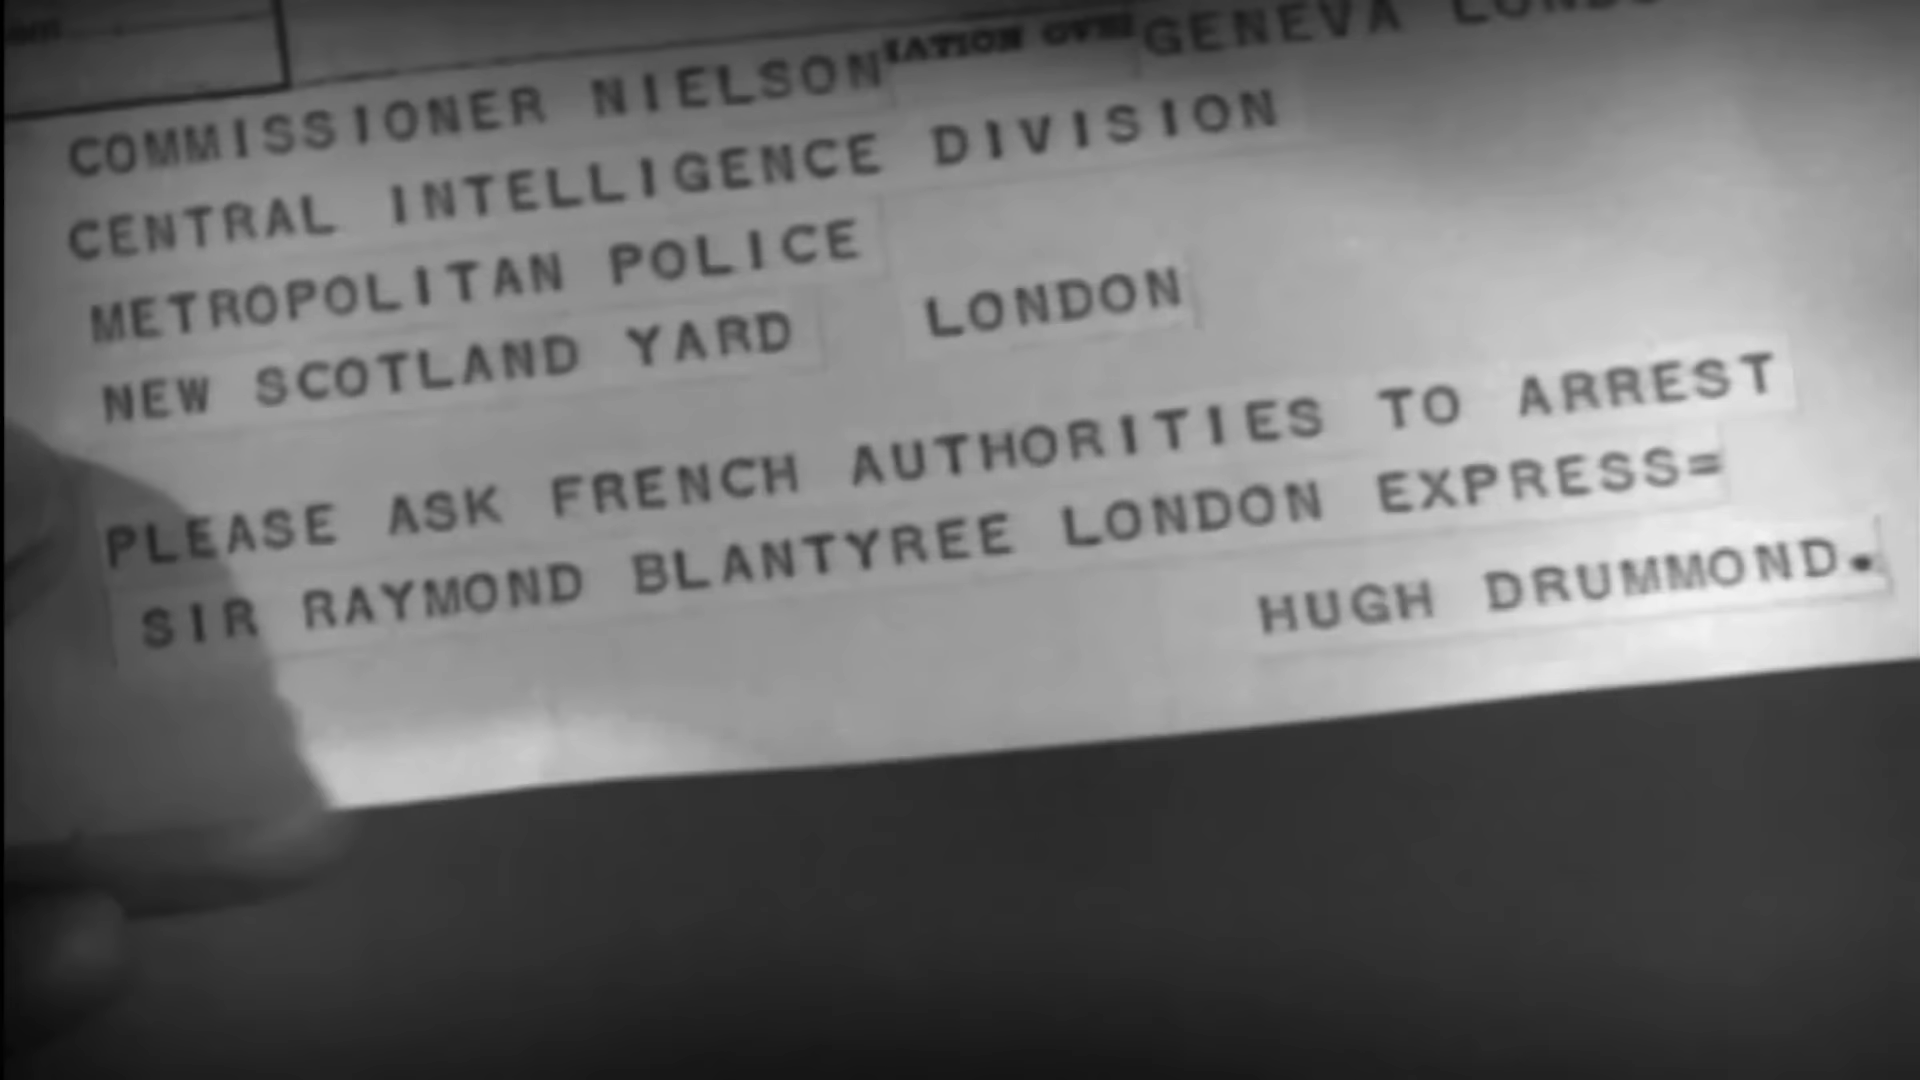 GENEVA
COMMISSIONER NIELSON
CENTRAL INTELLIGENCE DIVISION
METROPOLITAN POLICE
NEW SCOTLAND YARD LONDON
PLEASE ASK FRENCH AUTHORITIES TO ARREST
SIR RAYMOND BLANTYREE LONDON EXPRESS=
HUGH DRUMMOND.